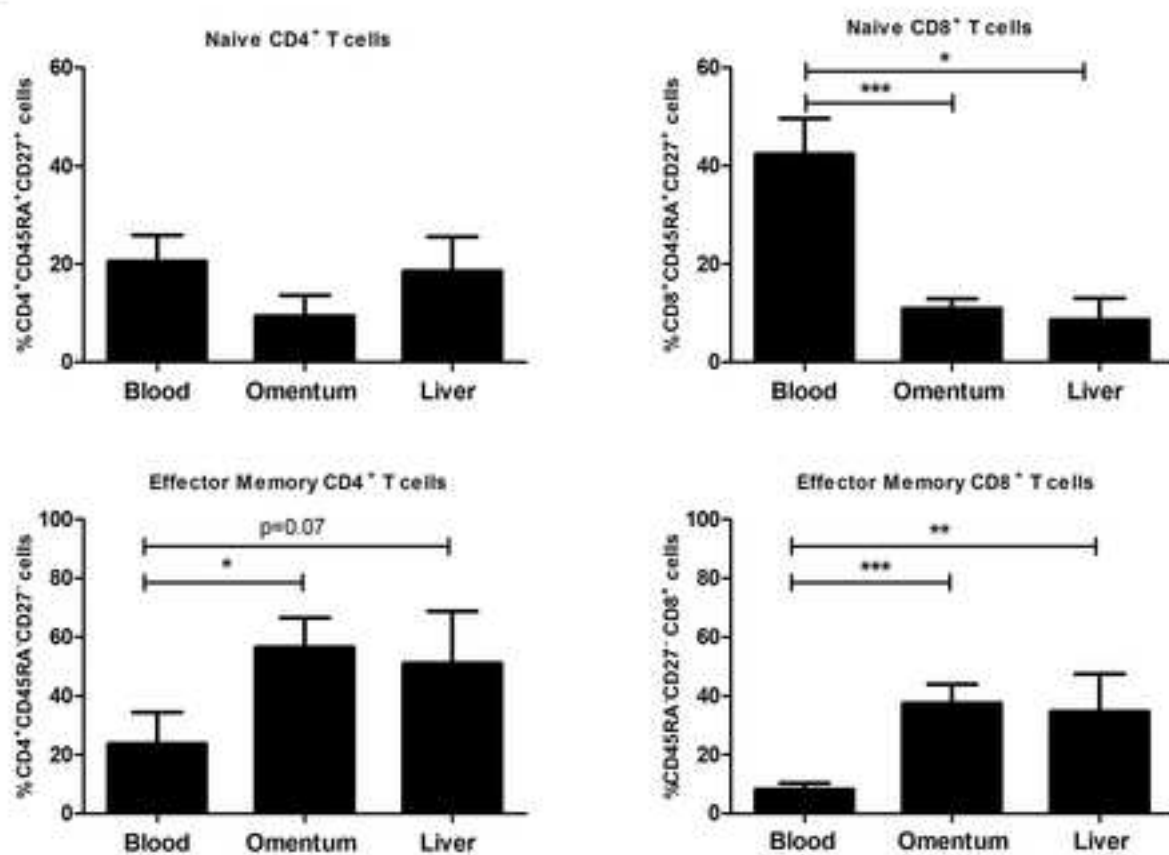 Naive CD4⁺ T cells
%CD4⁺CD45RA⁺CD27⁺ cells
60
40
20
0
Blood Omentum Liver
Naive CD8⁺ T cells
%CD8⁺CD45RA⁺CD27⁺ cells
60
40
20
0
*
***
Blood Omentum Liver
Effector Memory CD4⁺ T cells
%CD4⁺CD45RA⁻CD27⁻ cells
100
80
60
40
20
0
p=0.07
*
Blood Omentum Liver
Effector Memory CD8⁺ T cells
%CD45RA⁻CD27⁻ CD8⁺ cells
100
80
60
40
20
0
**
***
Blood Omentum Liver